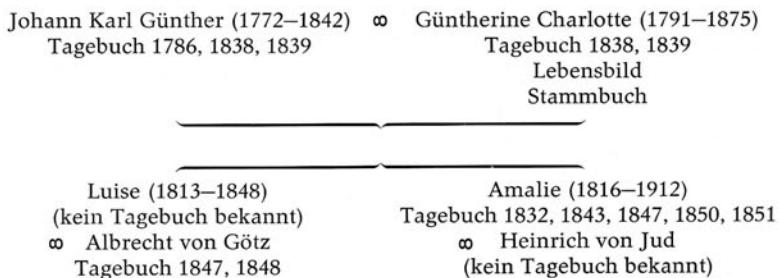 Johann Karl Günther (1772–1842) ∞ Güntherine Charlotte (1791–1875)
Tagebuch 1786, 1838, 1839 Tagebuch 1838, 1839
Lebensbild
Stammbuch
Luise (1813–1848) Amalie (1816–1912)
(kein Tagebuch bekannt) Tagebuch 1832, 1843, 1847, 1850, 1851
∞ Albrecht von Götz ∞ Heinrich von Jud
Tagebuch 1847, 1848 (kein Tagebuch bekannt)